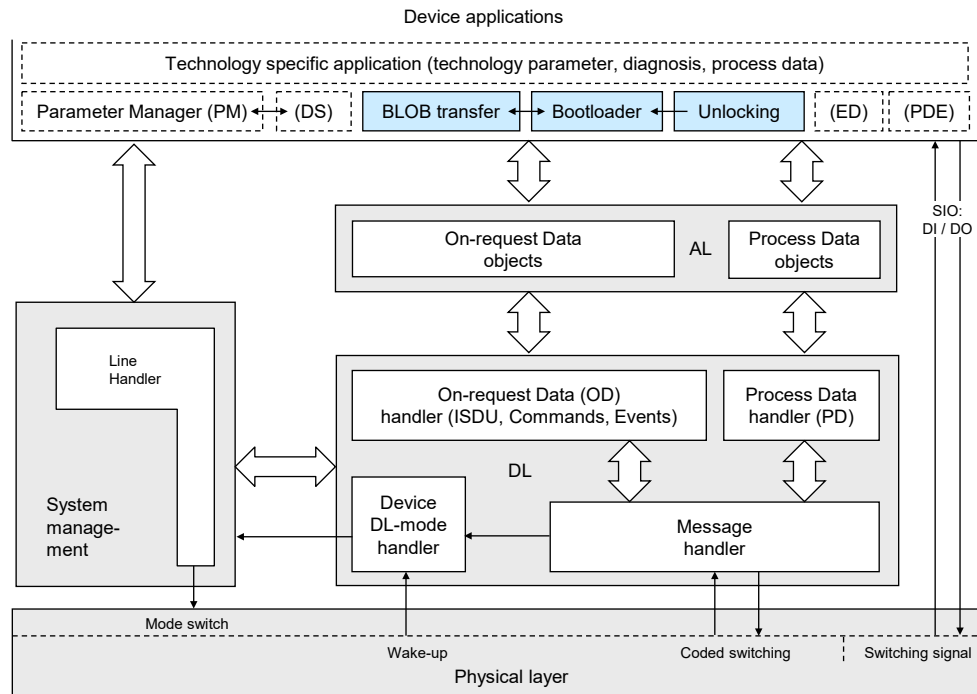 Device applications
Technology specific application (technology parameter, diagnosis, process data)
Parameter Manager (PM)
(DS)
BLOB transfer
Bootloader
Unlocking
(ED)
(PDE)
SIO:
DI / DO
On-request Data
objects
AL
Process Data
objects
Line
Handler
System
manage-
ment
On-request Data (OD)
handler (ISDU, Commands, Events)
Process Data
handler (PD)
DL
Device
DL-mode
handler
Message
handler
Mode switch
Wake-up
Coded switching
Switching signal
Physical layer